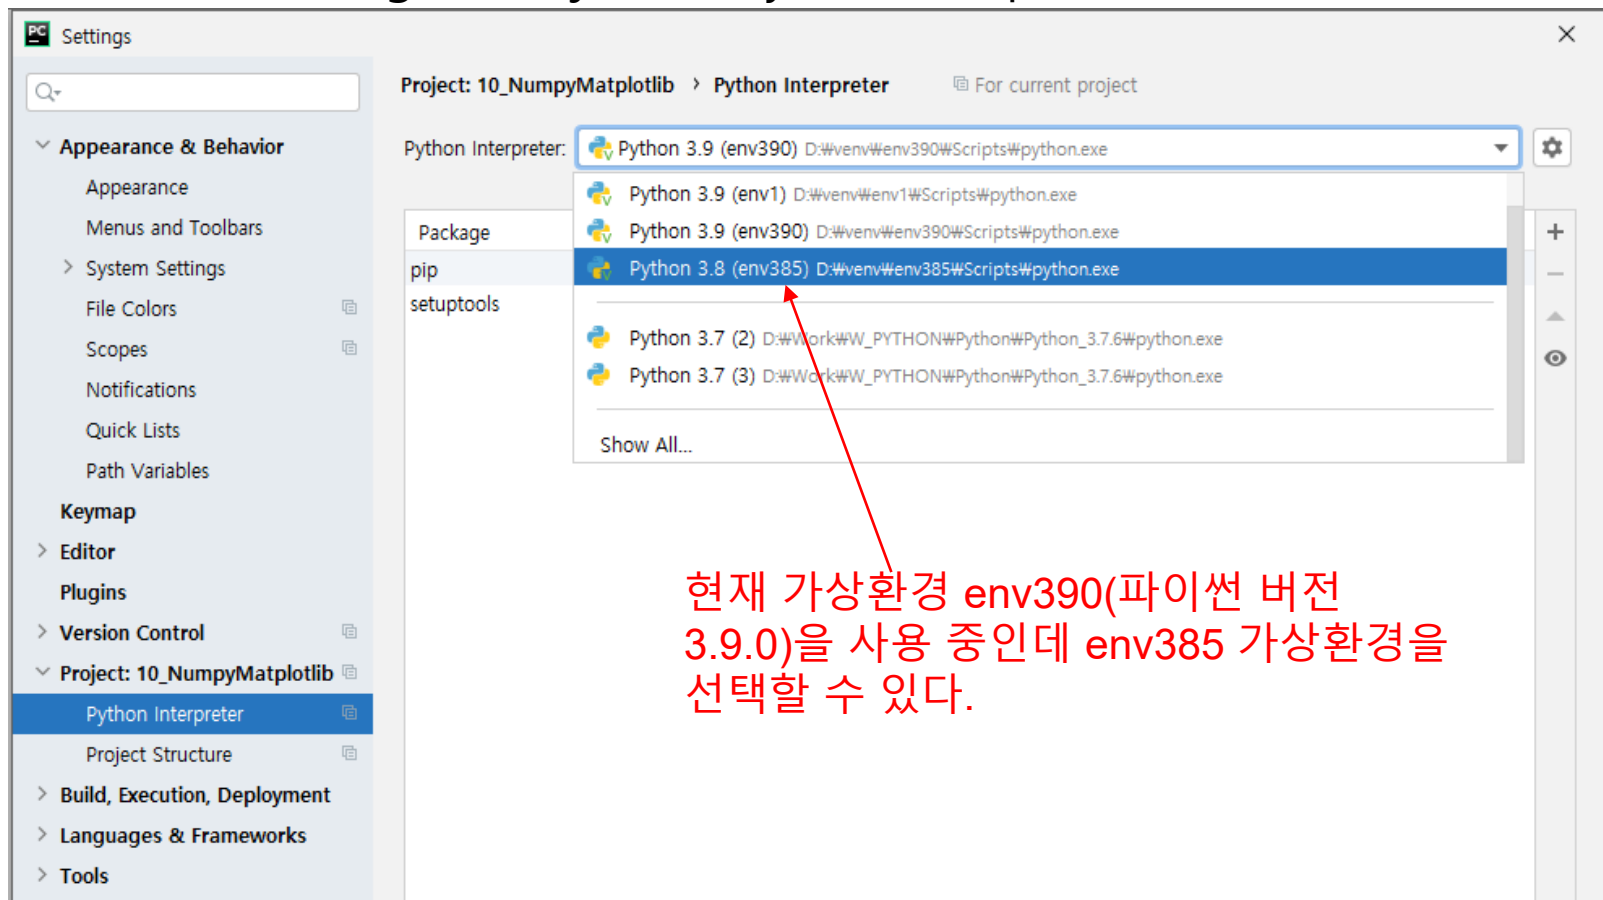 PC Settings
Project: 10_NumpyMatplotlib › Python Interpreter For current project
Python Interpreter: Python 3.9 (env390) D:₩venv₩env390₩Scripts₩python.exe
Python 3.9 (env1) D:₩venv₩env1₩Scripts₩python.exe
Python 3.9 (env390) D:₩venv₩env390₩Scripts₩python.exe
Python 3.8 (env385) D:₩venv₩env385₩Scripts₩python.exe
Python 3.7 (2) D:₩Work₩W_PYTHON₩Python₩Python_3.7.6₩python.exe
Python 3.7 (3) D:₩Work₩W_PYTHON₩Python₩Python_3.7.6₩python.exe
Show All...
Package
pip
setuptools
Appearance & Behavior
Appearance
Menus and Toolbars
System Settings
File Colors
Scopes
Notifications
Quick Lists
Path Variables
Keymap
Editor
Plugins
Version Control
Project: 10_NumpyMatplotlib
Python Interpreter
Project Structure
Build, Execution, Deployment
Languages & Frameworks
Tools
현재 가상환경 env390(파이썬 버전
3.9.0)을 사용 중인데 env385 가상환경을
선택할 수 있다.